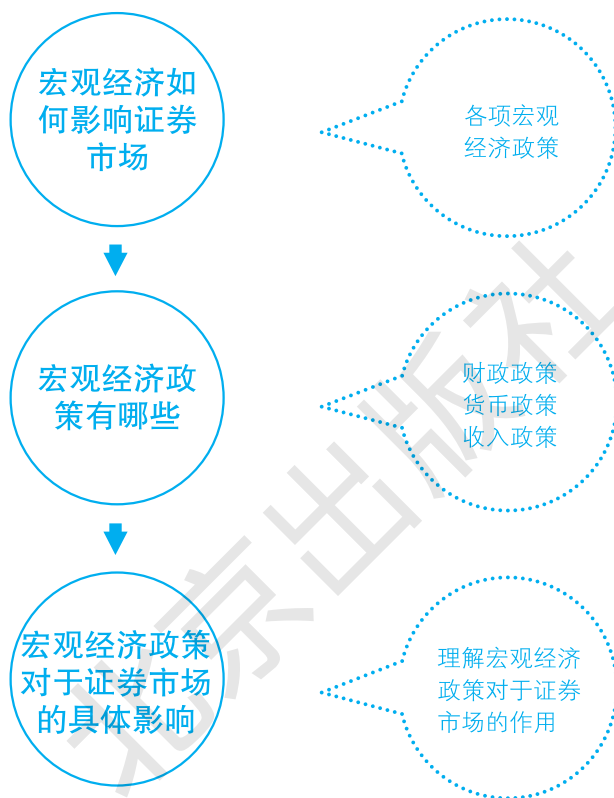 宏观经济如
何影响证券
市场
各项宏观
经济政策
宏观经济政
策有哪些
财政政策
货币政策
收入政策
宏观经济政策
对于证券市场
的具体影响
理解宏观经济
政策对于证券
市场的作用
北京出版社